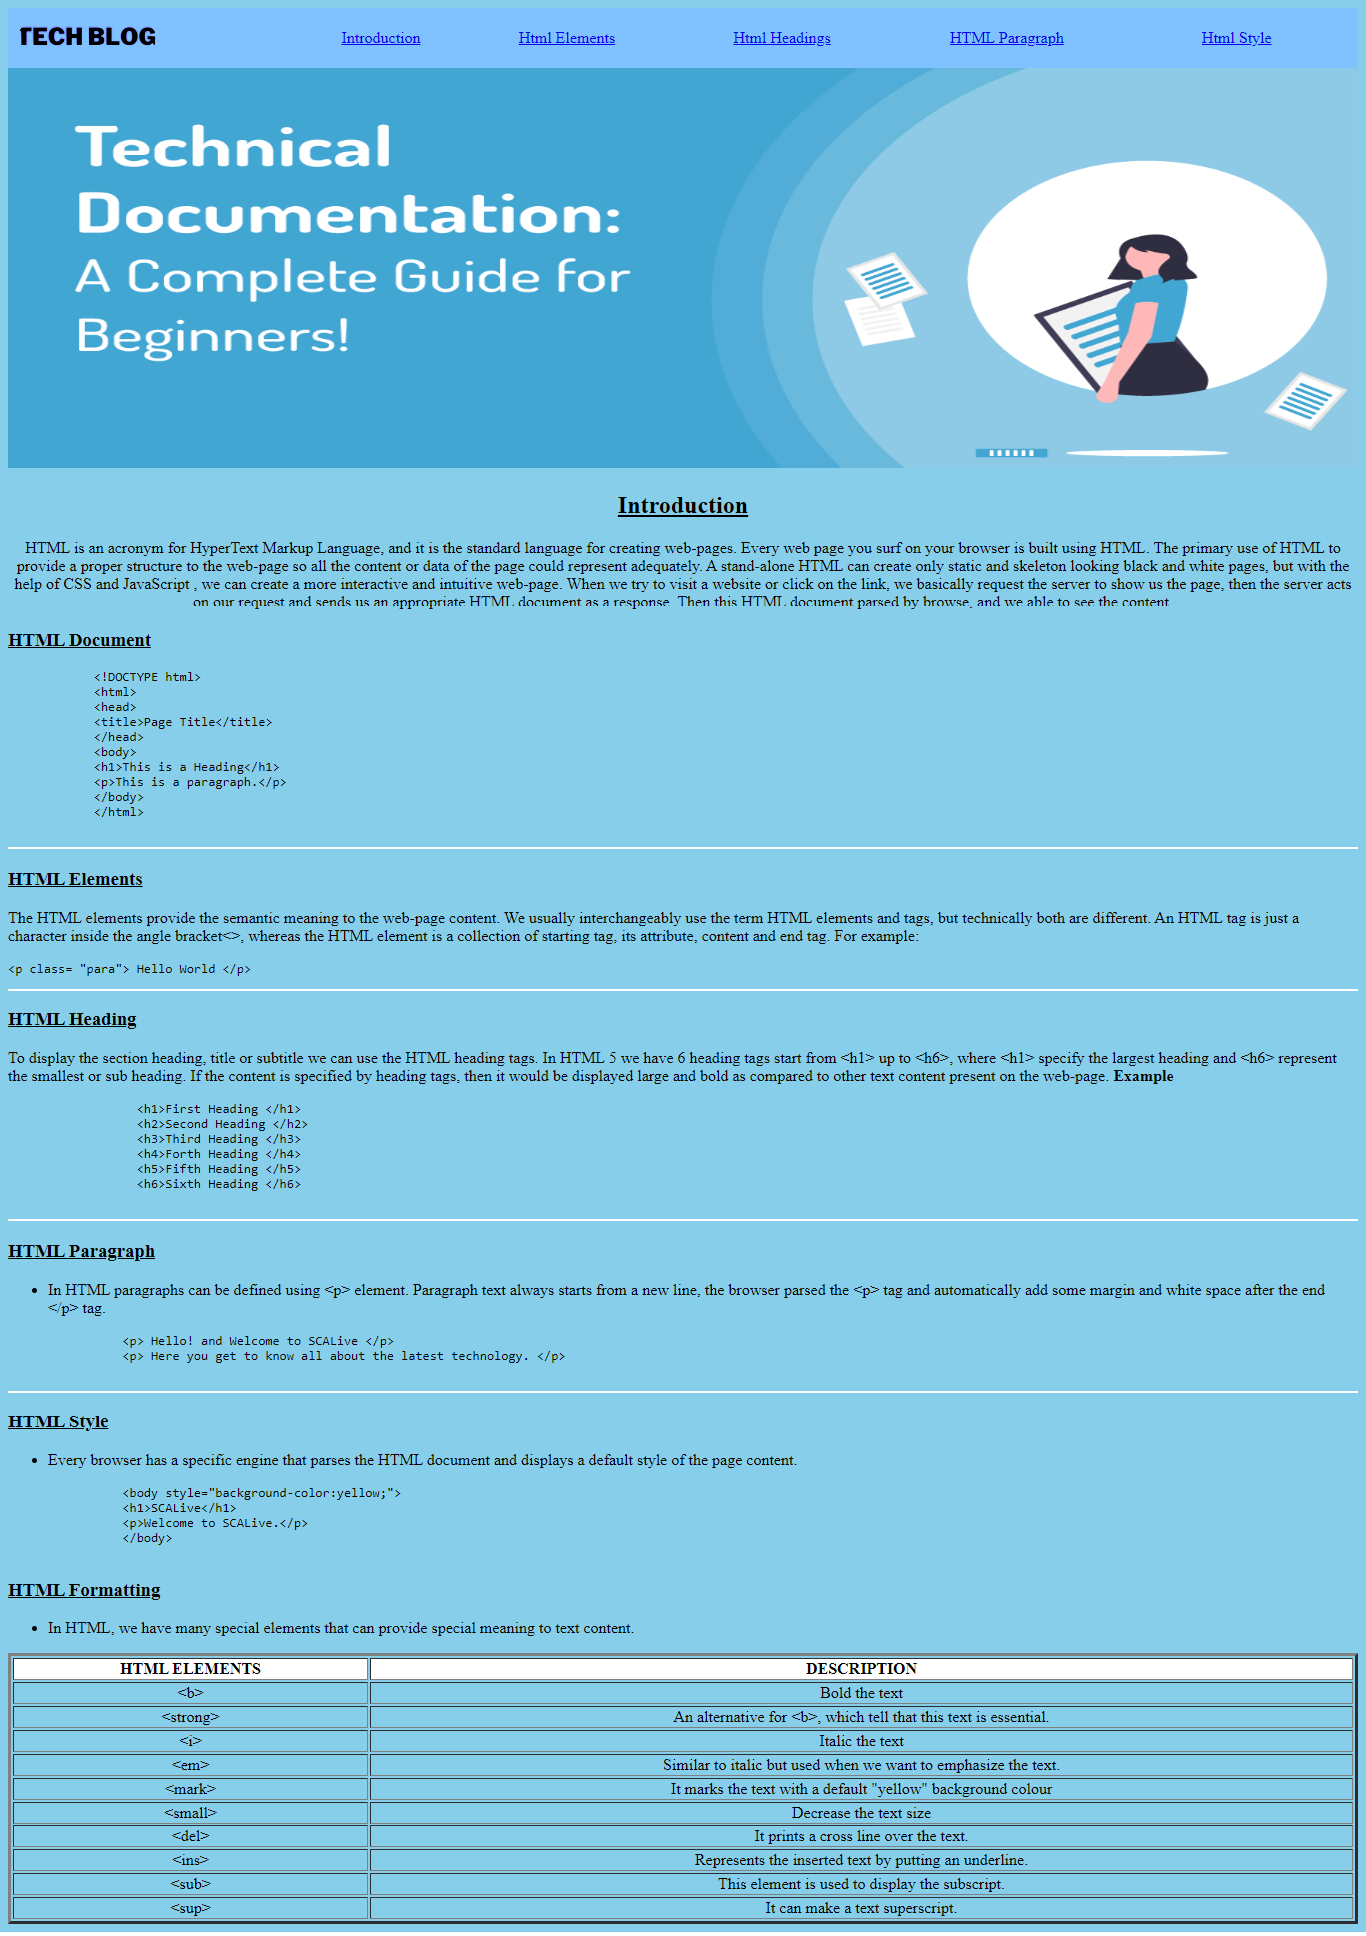 TECH BLOG
Introduction
Html Elements
Html Headings
HTML Paragraph
Html Style
Technical
Documentation:
A Complete Guide for
Beginners!
Introduction
HTML is an acronym for HyperText Markup Language, and it is the standard language for creating web-pages. Every web page you surf on your browser is built using HTML. The primary use of HTML to
provide a proper structure to the web-page so all the content or data of the page could represent adequately. A stand-alone HTML can create only static and skeleton looking black and white pages, but with the
help of CSS and JavaScript , we can create a more interactive and intuitive web-page. When we try to visit a website or click on the link, we basically request the server to show us the page, then the server acts
on our request and sends us an appropriate HTML document as a response. Then this HTML document parsed by browse, and we able to see the content
HTML Document
<!DOCTYPE html>
<html>
<head>
<title>Page Title</title>
</head>
<body>
<h1>This is a Heading</h1>
<p>This is a paragraph.</p>
</body>
</html>
HTML Elements
The HTML elements provide the semantic meaning to the web-page content. We usually interchangeably use the term HTML elements and tags, but technically both are different. An HTML tag is just a
character inside the angle bracket<>, whereas the HTML element is a collection of starting tag, its attribute, content and end tag. For example:
<p class= "para"> Hello World </p>
HTML Heading
To display the section heading, title or subtitle we can use the HTML heading tags. In HTML 5 we have 6 heading tags start from <h1> up to <h6>, where <h1> specify the largest heading and <h6> represent
the smallest or sub heading. If the content is specified by heading tags, then it would be displayed large and bold as compared to other text content present on the web-page. Example
<h1>First Heading </h1>
<h2>Second Heading </h2>
<h3>Third Heading </h3>
<h4>Forth Heading </h4>
<h5>Fifth Heading </h5>
<h6>Sixth Heading </h6>
HTML Paragraph
• In HTML paragraphs can be defined using <p> element. Paragraph text always starts from a new line, the browser parsed the <p> tag and automatically add some margin and white space after the end
</p> tag.
<p> Hello! and Welcome to SCALive </p>
<p> Here you get to know all about the latest technology. </p>
HTML Style
• Every browser has a specific engine that parses the HTML document and displays a default style of the page content.
<body style="background-color:yellow;">
<h1>SCALive</h1>
<p>Welcome to SCALive.</p>
</body>
HTML Formatting
• In HTML, we have many special elements that can provide special meaning to text content.
HTML ELEMENTS DESCRIPTION
<b> Bold the text
<strong> An alternative for <b>, which tell that this text is essential.
<i> Italic the text
<em> Similar to italic but used when we want to emphasize the text.
<mark> It marks the text with a default "yellow" background colour
<small> Decrease the text size
<del> It prints a cross line over the text.
<ins> Represents the inserted text by putting an underline.
<sub> This element is used to display the subscript.
<sup> It can make a text superscript.